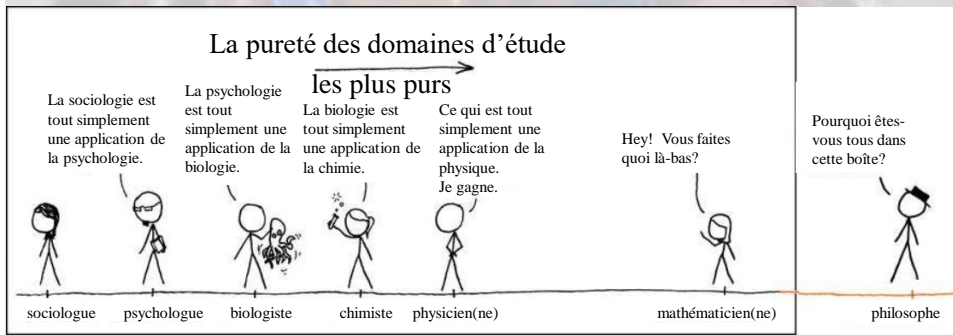 La pureté des domaines d'étude
les plus purs
La sociologie est
tout simplement
une application de
la psychologie.
La psychologie
est tout
simplement une
application de la
biologie.
La biologie est
tout simplement
une application de
la chimie.
Ce qui est tout
simplement une
application de la
physique.
Je gagne.
Hey! Vous faites
quoi là-bas?
Pourquoi êtes-
vous tous dans
cette boîte?
sociologue
psychologue
biologiste
chimiste
physicien(ne)
mathématicien(ne)
philosophe